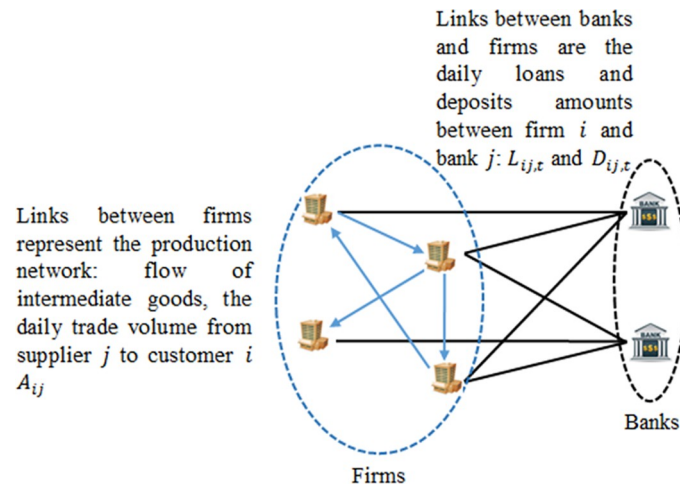 Links between banks
and firms are the
daily loans and
deposits amounts
between firm i and
bank j: L_{ij,t} and D_{ij,t}
Links between firms
represent the production
network: flow of
intermediate goods, the
daily trade volume from
supplier j to customer i
A_{ij}
BANK
$$$
BANK
$$$
Banks
Firms